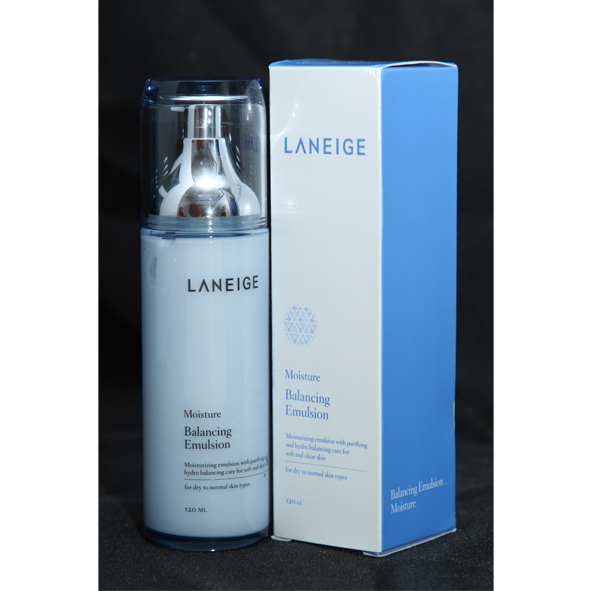 LANEIGE
Moisture
Balancing
Emulsion
Moisturizing emulsion with purifying
hydro balancing care for soft and clear
for dry to normal skin types
120 ML
LANEIGE
Moisture
Balancing
Emulsion
Moisturizing emulsion with purifying
and hydro balancing care for
soft and clear skin
for dry to normal skin types
120 ml
Balancing Emulsion_
Moisture